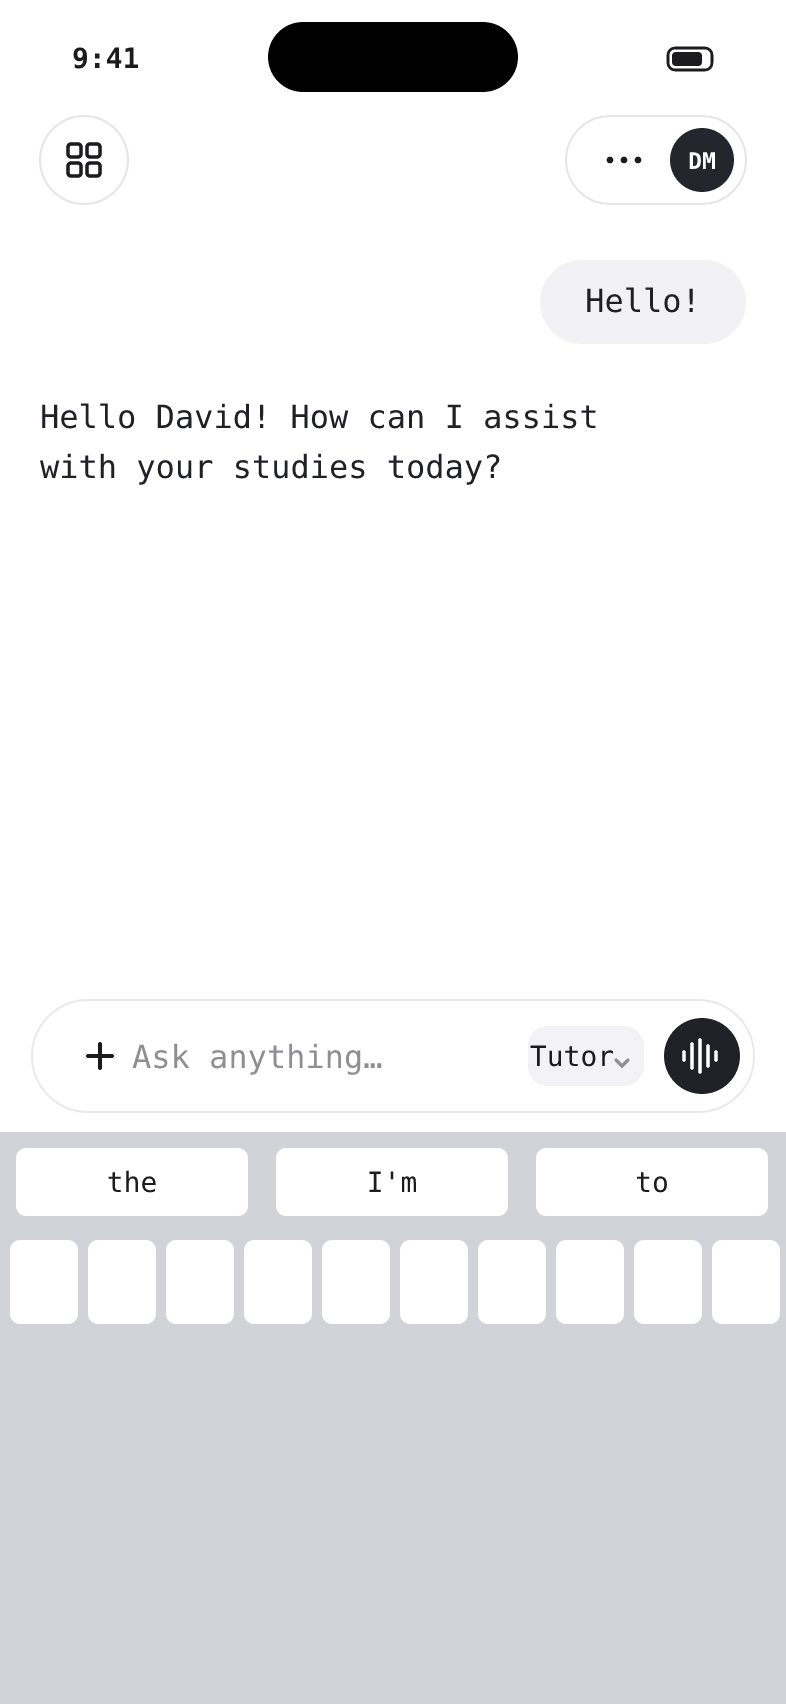 9:41
DM
Hello!
Hello David! How can I assist
with your studies today?
Ask anything…
Tutor
the
I'm
to